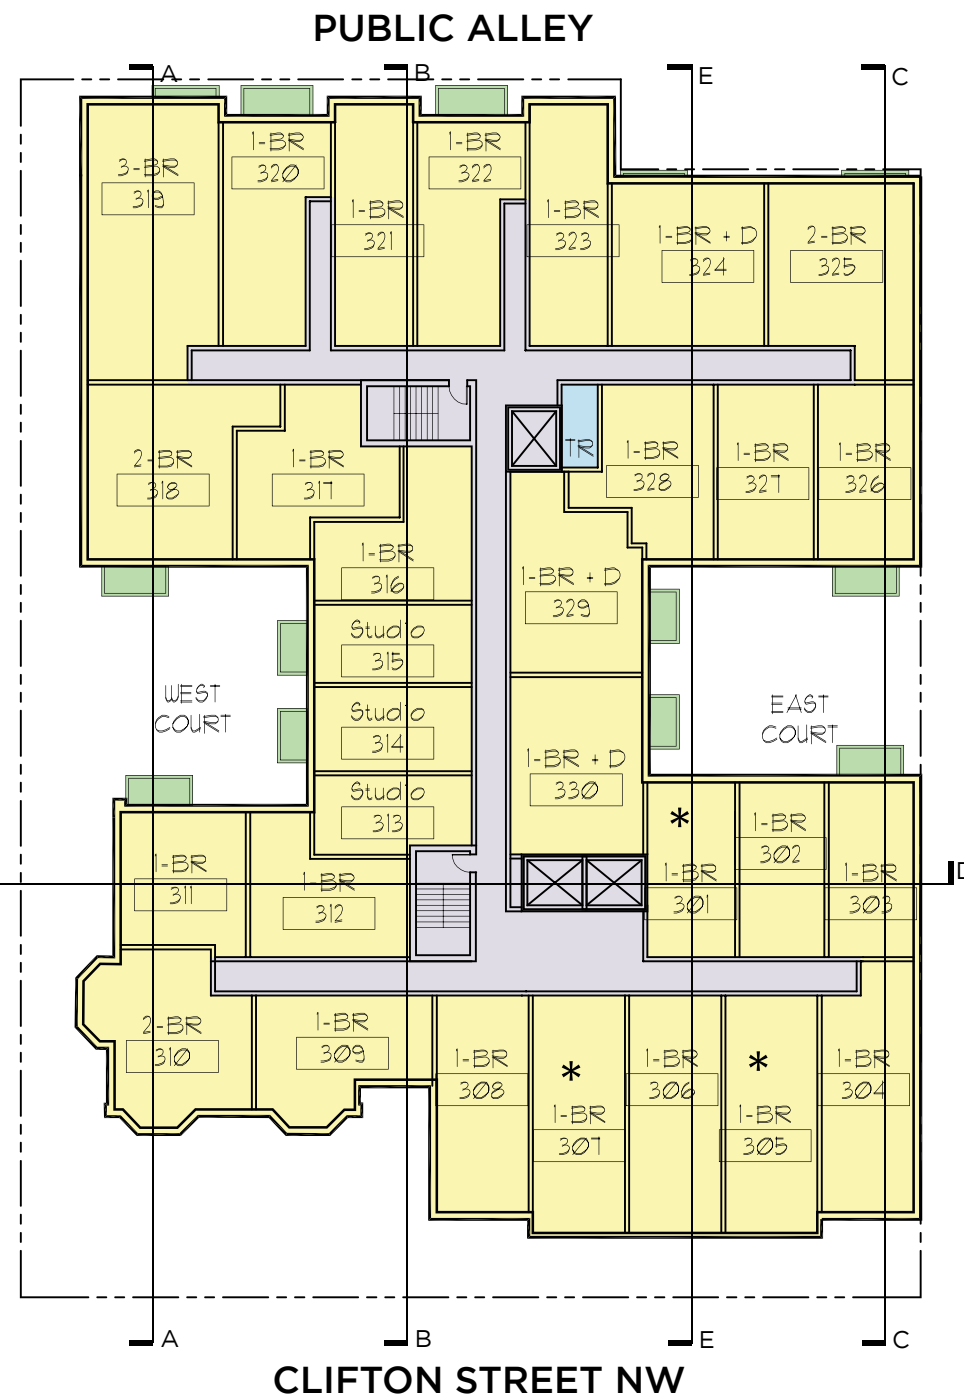 PUBLIC ALLEY
A
B
E
C
3-BR
319
1-BR
320
1-BR
321
1-BR
322
1-BR
323
1-BR + D
324
2-BR
325
2-BR
318
1-BR
317
TR
1-BR
328
1-BR
327
1-BR
326
1-BR
316
1-BR + D
329
Studio
315
WEST
COURT
Studio
314
EAST
COURT
1-BR + D
330
Studio
313
*
1-BR
302
1-BR
311
1-BR
312
1-BR
301
1-BR
303
D
2-BR
310
1-BR
309
1-BR
308
*
1-BR
307
1-BR
306
*
1-BR
305
1-BR
304
A
B
E
C
CLIFTON STREET NW